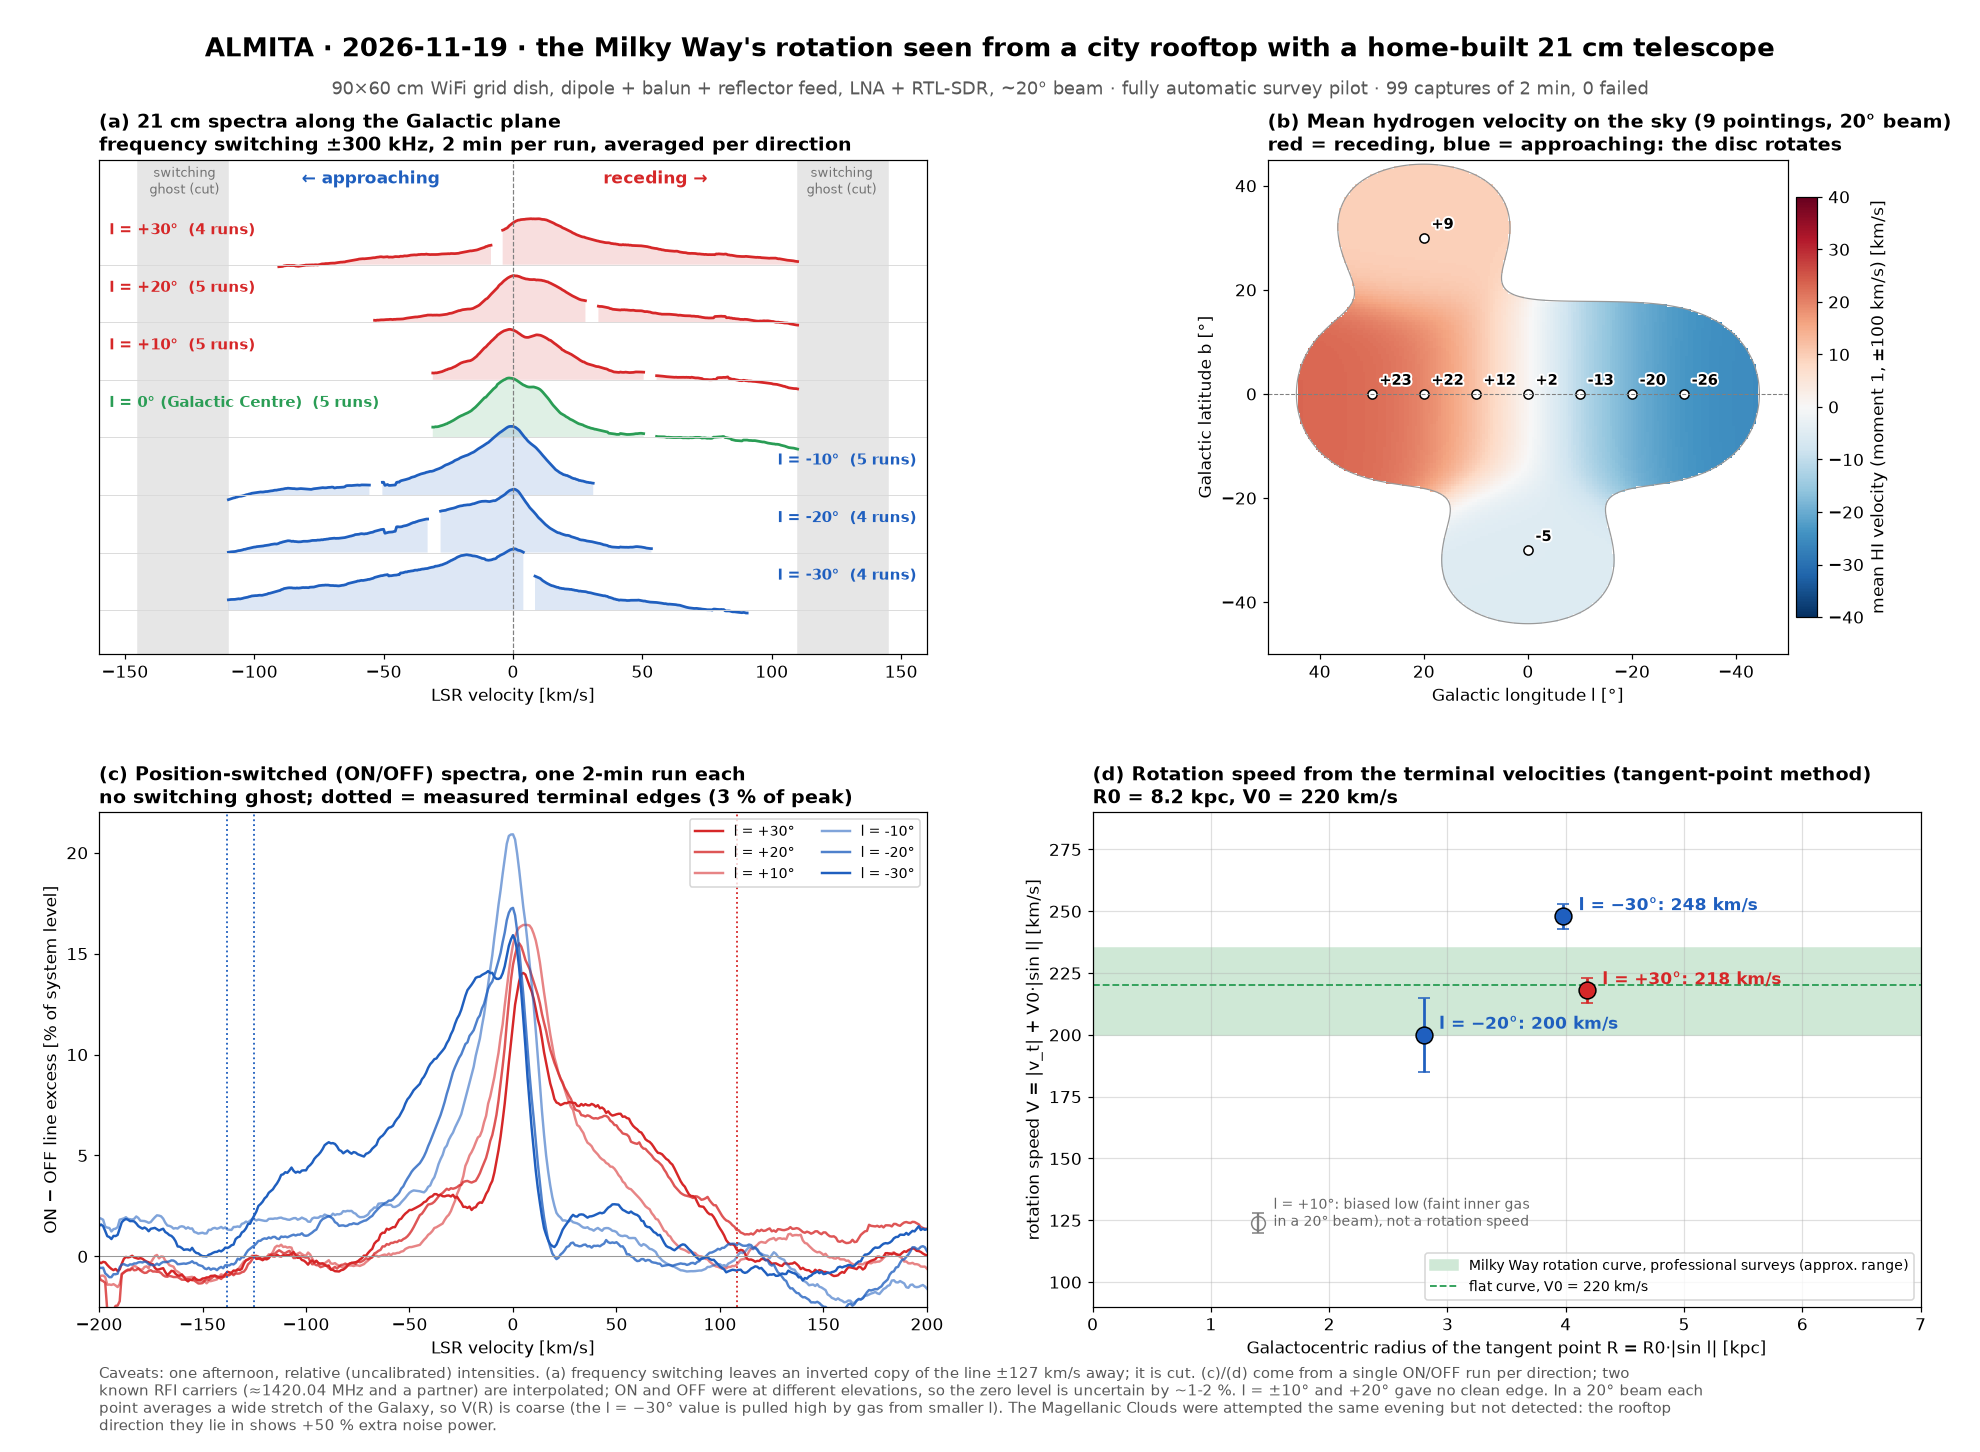 ALMITA · 2026-11-19 · the Milky Way's rotation seen from a city rooftop with a home-built 21 cm telescope
90×60 cm WiFi grid dish, dipole + balun + reflector feed, LNA + RTL-SDR, ~20° beam · fully automatic survey pilot · 99 captures of 2 min, 0 failed
(a) 21 cm spectra along the Galactic plane
frequency switching ±300 kHz, 2 min per run, averaged per direction
switching
ghost (cut)
← approaching
receding →
switching
ghost (cut)
l = +30°  (4 runs)
l = +20°  (5 runs)
l = +10°  (5 runs)
l = 0° (Galactic Centre)  (5 runs)
l = -10°  (5 runs)
l = -20°  (4 runs)
l = -30°  (4 runs)
−150
−100
−50
0
50
100
150
LSR velocity [km/s]
(b) Mean hydrogen velocity on the sky (9 pointings, 20° beam)
red = receding, blue = approaching: the disc rotates
Galactic latitude b [°]
40
20
0
−20
−40
+9
+23
+22
+12
+2
-13
-20
-26
-5
40
20
0
−20
−40
Galactic longitude l [°]
40
30
20
10
0
−10
−20
−30
−40
mean HI velocity (moment 1, ±100 km/s) [km/s]
(c) Position-switched (ON/OFF) spectra, one 2-min run each
no switching ghost; dotted = measured terminal edges (3 % of peak)
ON − OFF line excess [% of system level]
20
15
10
5
0
l = +30°
l = +20°
l = +10°
l = -10°
l = -20°
l = -30°
−200
−150
−100
−50
0
50
100
150
200
LSR velocity [km/s]
(d) Rotation speed from the terminal velocities (tangent-point method)
R0 = 8.2 kpc, V0 = 220 km/s
rotation speed V = |v_t| + V0·|sin l| [km/s]
275
250
225
200
175
150
125
100
l = −30°: 248 km/s
l = +30°: 218 km/s
l = −20°: 200 km/s
l = +10°: biased low (faint inner gas
in a 20° beam), not a rotation speed
Milky Way rotation curve, professional surveys (approx. range)
flat curve, V0 = 220 km/s
0
1
2
3
4
5
6
7
Galactocentric radius of the tangent point R = R0·|sin l| [kpc]
Caveats: one afternoon, relative (uncalibrated) intensities. (a) frequency switching leaves an inverted copy of the line ±127 km/s away; it is cut. (c)/(d) come from a single ON/OFF run per direction; two
known RFI carriers (≈1420.04 MHz and a partner) are interpolated; ON and OFF were at different elevations, so the zero level is uncertain by ~1-2 %. l = ±10° and +20° gave no clean edge. In a 20° beam each
point averages a wide stretch of the Galaxy, so V(R) is coarse (the l = −30° value is pulled high by gas from smaller l). The Magellanic Clouds were attempted the same evening but not detected: the rooftop
direction they lie in shows +50 % extra noise power.